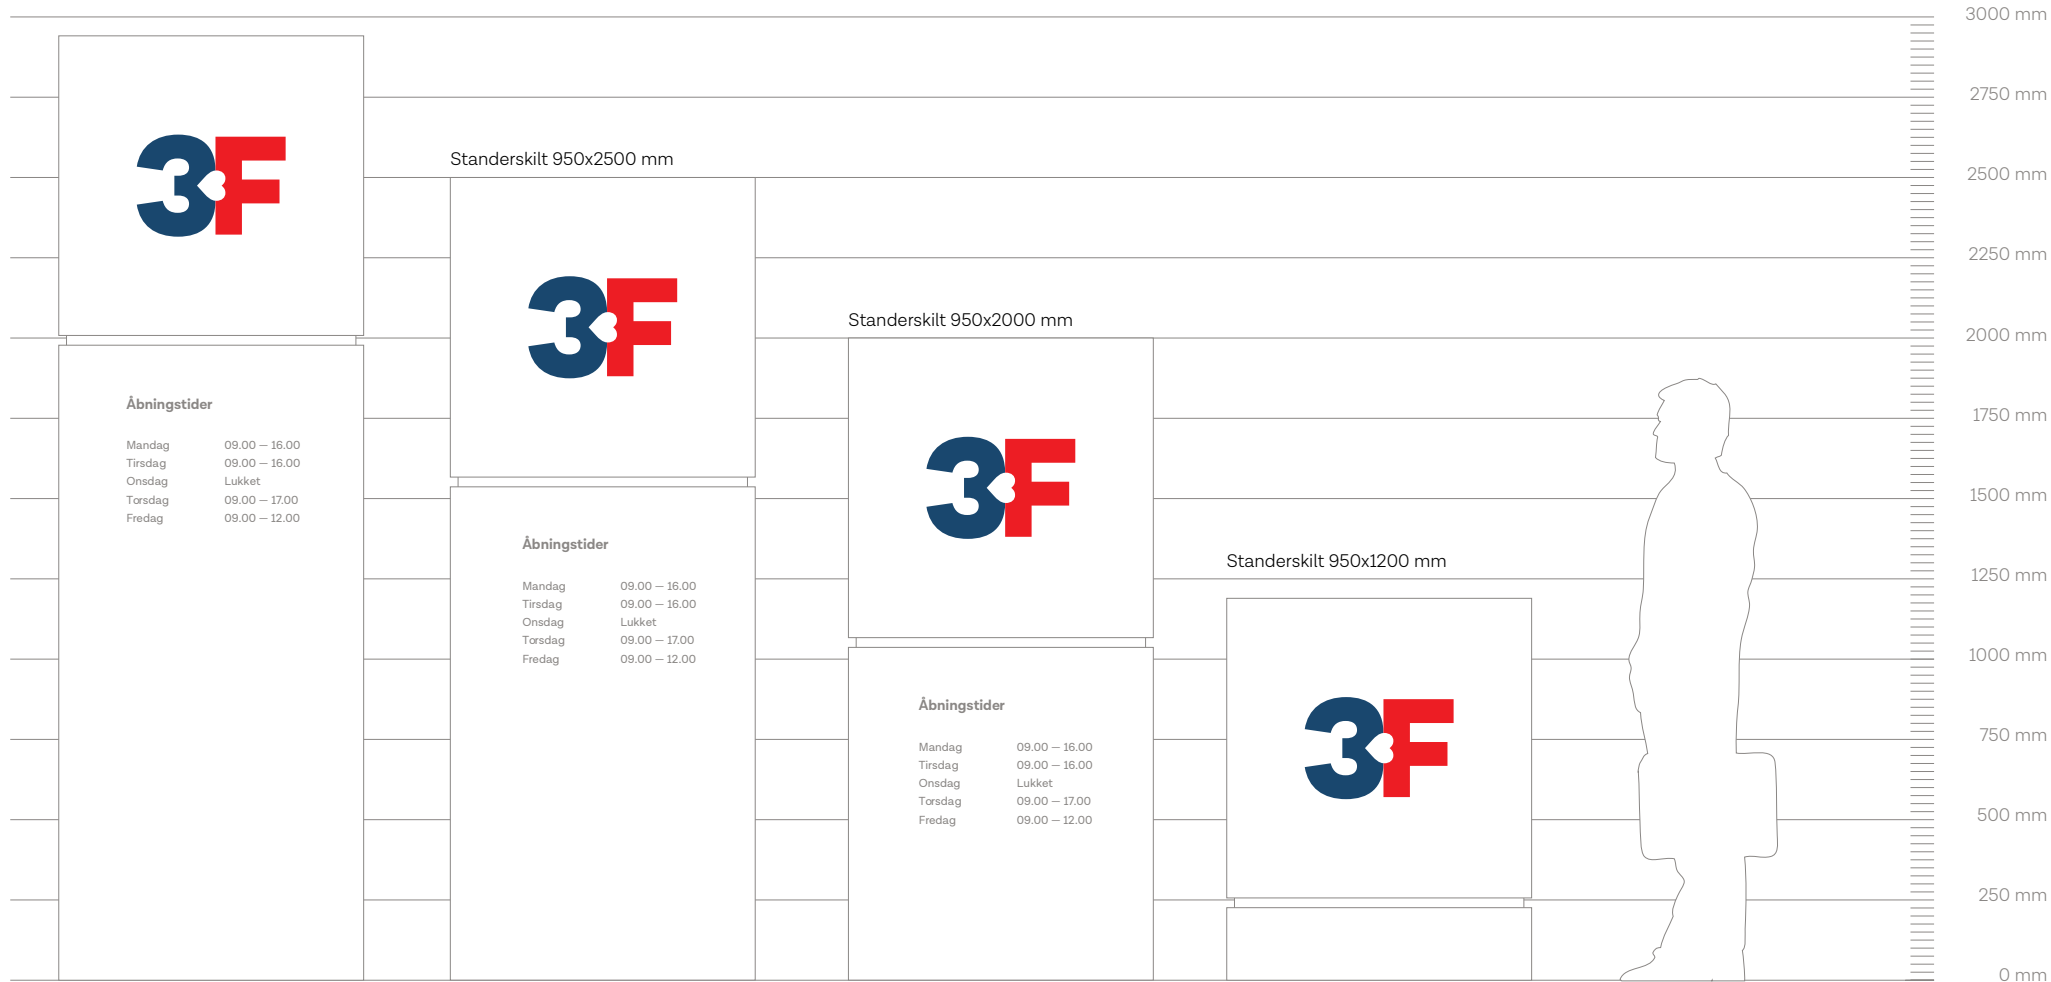 3F
Åbningstider
Mandag 09.00 — 16.00
Tirsdag 09.00 — 16.00
Onsdag Lukket
Torsdag 09.00 — 17.00
Fredag 09.00 — 12.00
Standerskilt 950x2500 mm
3F
Åbningstider
Mandag 09.00 — 16.00
Tirsdag 09.00 — 16.00
Onsdag Lukket
Torsdag 09.00 — 17.00
Fredag 09.00 — 12.00
Standerskilt 950x2000 mm
3F
Åbningstider
Mandag 09.00 — 16.00
Tirsdag 09.00 — 16.00
Onsdag Lukket
Torsdag 09.00 — 17.00
Fredag 09.00 — 12.00
Standerskilt 950x1200 mm
3F
3000 mm
2750 mm
2500 mm
2250 mm
2000 mm
1750 mm
1500 mm
1250 mm
1000 mm
750 mm
500 mm
250 mm
0 mm